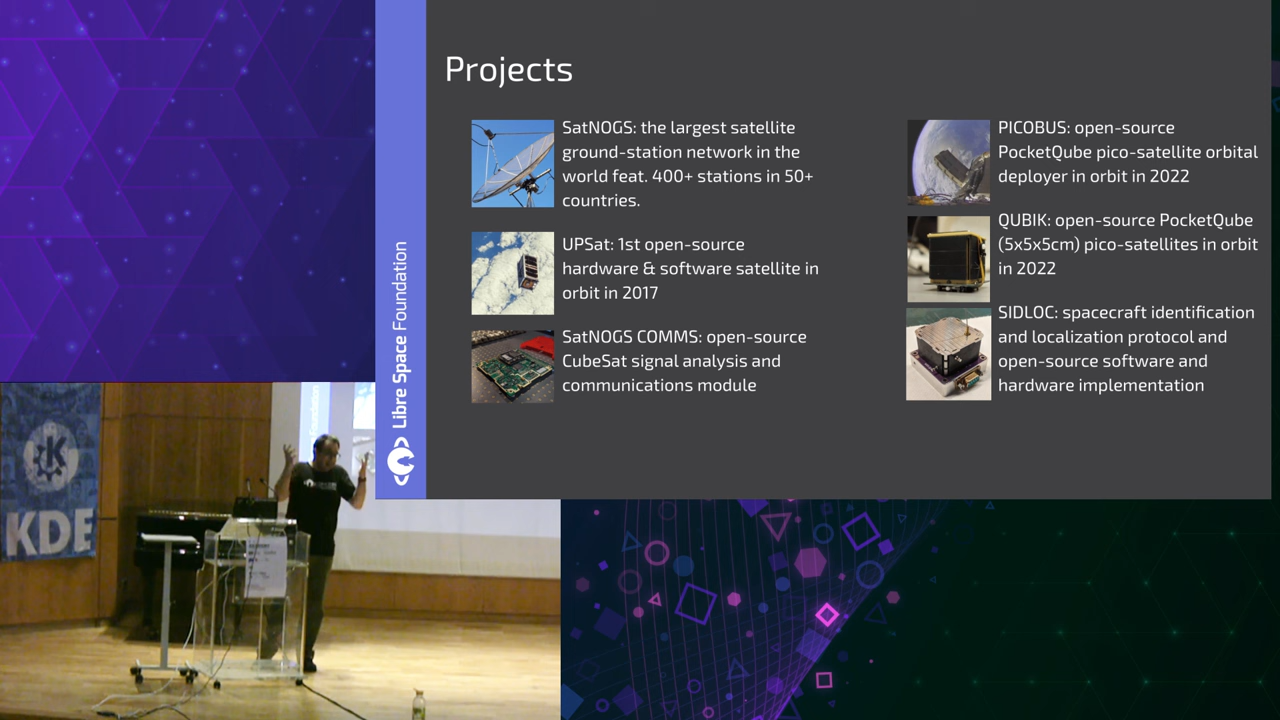 Projects
SatNOGS: the largest satellite
ground-station network in the
world feat. 400+ stations in 50+
countries.
UPSat: 1st open-source
hardware & software satellite in
orbit in 2017
SatNOGS COMMS: open-source
CubeSat signal analysis and
communications module
PICOBUS: open-source
PocketQube pico-satellite orbital
deployer in orbit in 2022
QUBIK: open-source PocketQube
(5x5x5cm) pico-satellites in orbit
in 2022
SIDLOC: spacecraft identification
and localization protocol and
open-source software and
hardware implementation
Libre Space Foundation
KDE